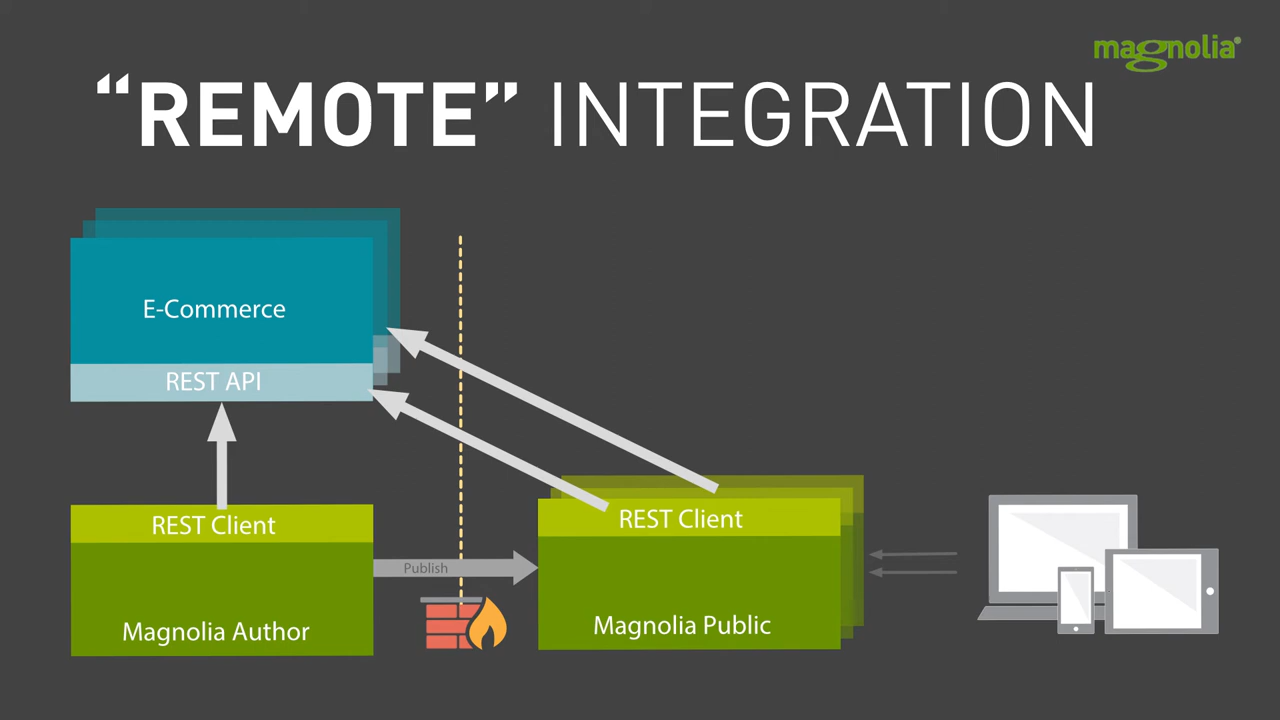 magnolia®
“REMOTE” INTEGRATION
E-Commerce
REST API
REST Client
REST Client
Publish
Magnolia Author
Magnolia Public